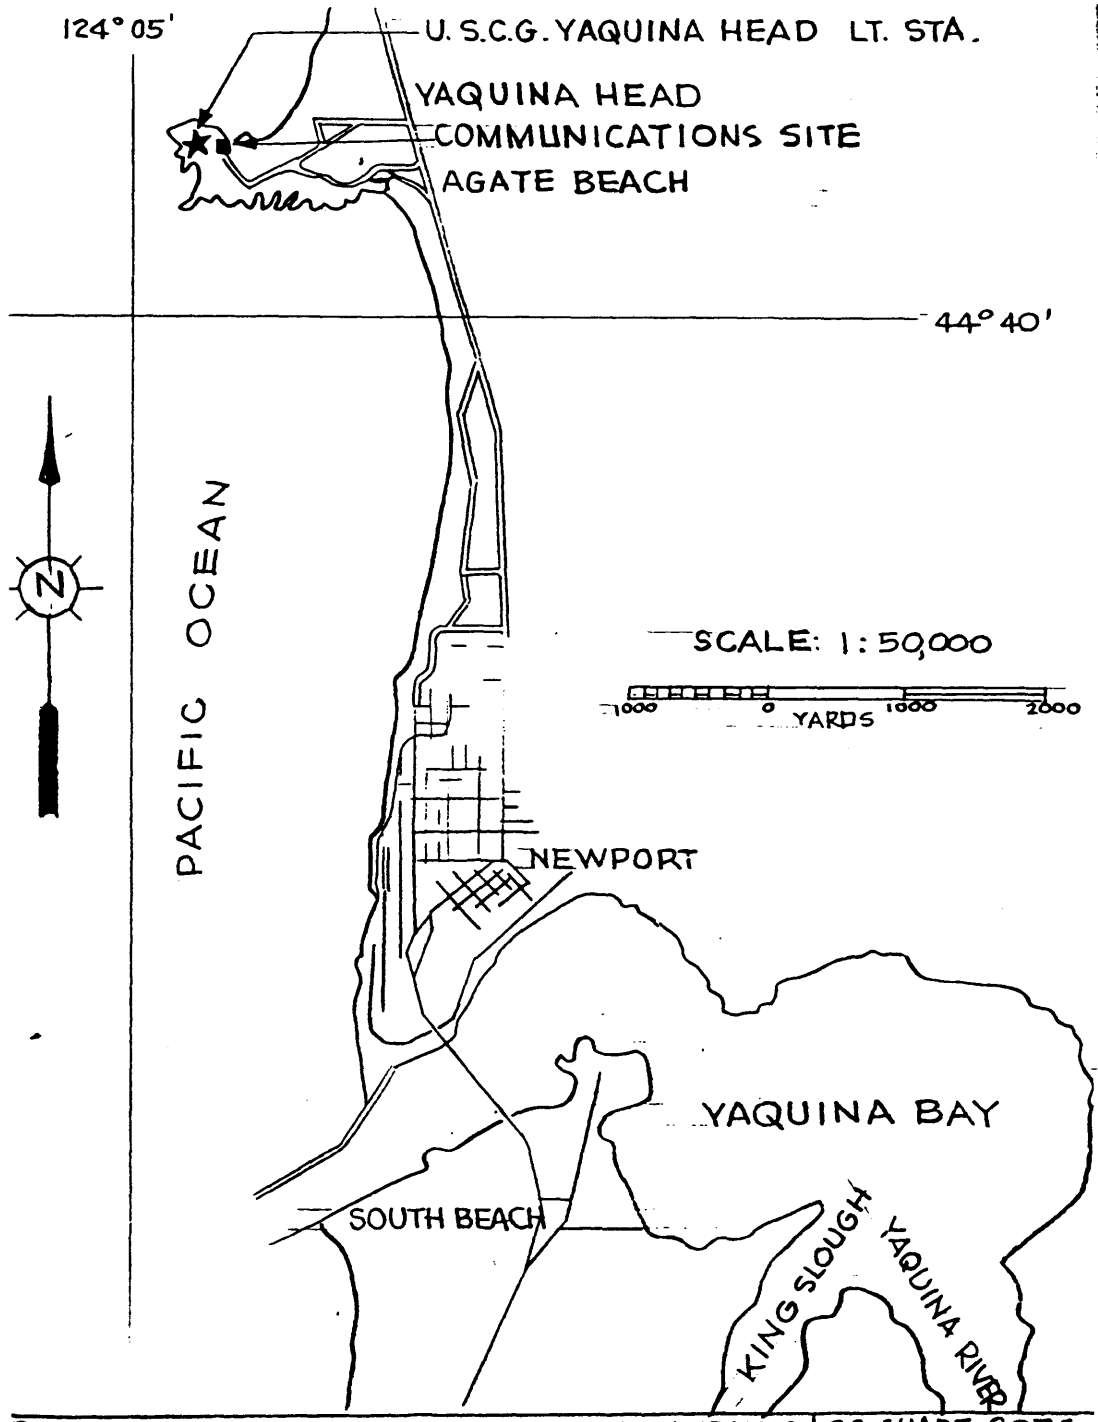 124° 05'
U.S.C.G. YAQUINA HEAD LT. STA.
YAQUINA HEAD
COMMUNICATIONS SITE
AGATE BEACH
44° 40'
N
PACIFIC OCEAN
SCALE: 1:50,000
1000 0 1000 2000
YARDS
NEWPORT
YAQUINA BAY
SOUTH BEACH
KING SLOUGH
YAQUINA RIVER